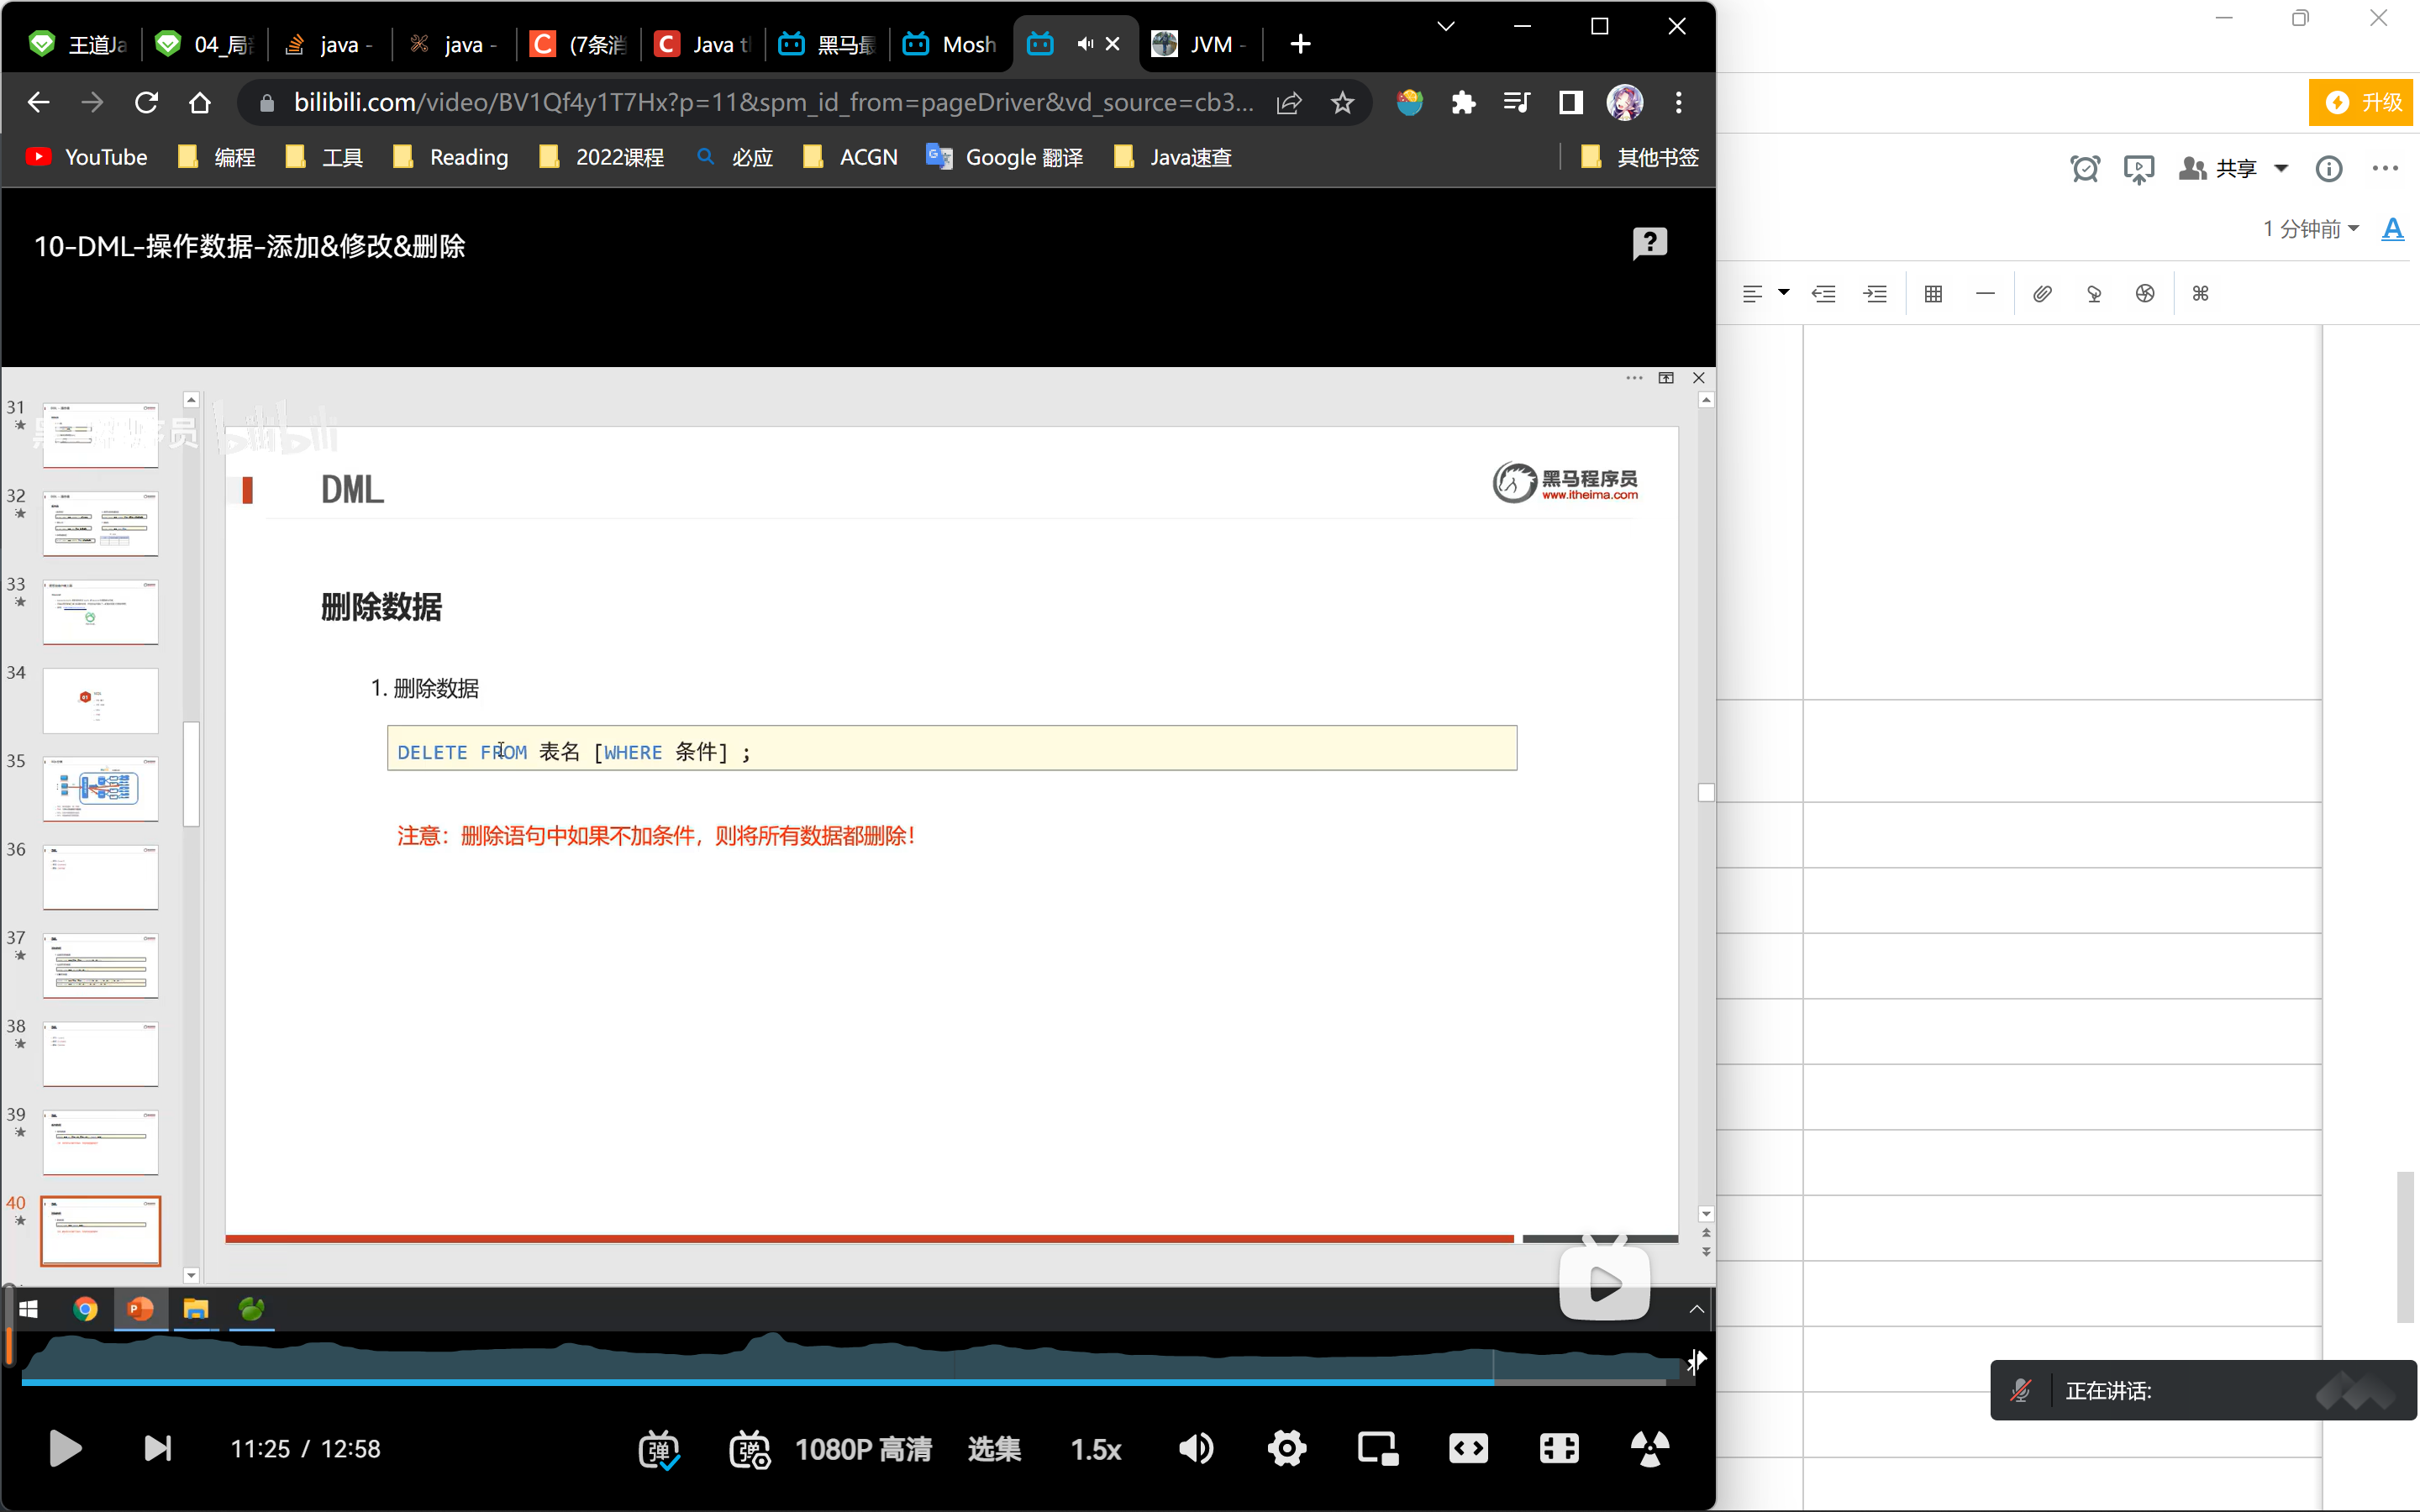 王道Ja
04_局
java -
java -
(7条消
Java t
黑马最
Mosh
JVM -
bilibili.com/video/BV1Qf4y1T7Hx?p=11&spm_id_from=pageDriver&vd_source=cb3...
YouTube
编程
工具
Reading
2022课程
必应
ACGN
Google 翻译
Java速查
其他书签
升级
共享
1 分钟前
10-DML-操作数据-添加&修改&删除
31
32
33
34
35
36
37
38
39
40
bilibili
DML
黑马程序员
www.itheima.com
删除数据
1. 删除数据
DELETE FROM 表名 [WHERE 条件] ;
注意：删除语句中如果不加条件，则将所有数据都删除！
正在讲话:
11:25 / 12:58
1080P 高清
选集
1.5x